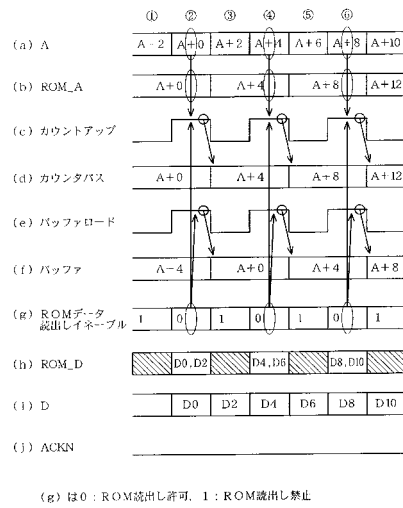 ① ② ③ ④ ⑤ ⑥
(a) A A-2 A+0 A+2 A+4 A+6 A+8 A+10
(b) ROM_A A+0 A+4 A+8 A+12
(c) カウントアップ
(d) カウンタパス A+0 A+4 A+8 A+12
(e) バッファロード
(f) バッファ A-4 A+0 A+4 A+8
(g) ROMデータ
読出しイネーブル 1 0 1 0 1 0 1
(h) ROM_D D0,D2 D4,D6 D8,D10
(i) D D0 D2 D4 D6 D8 D10
(j) ACKN
(g) は0:ROM読出し許可,1:ROM読出し禁止